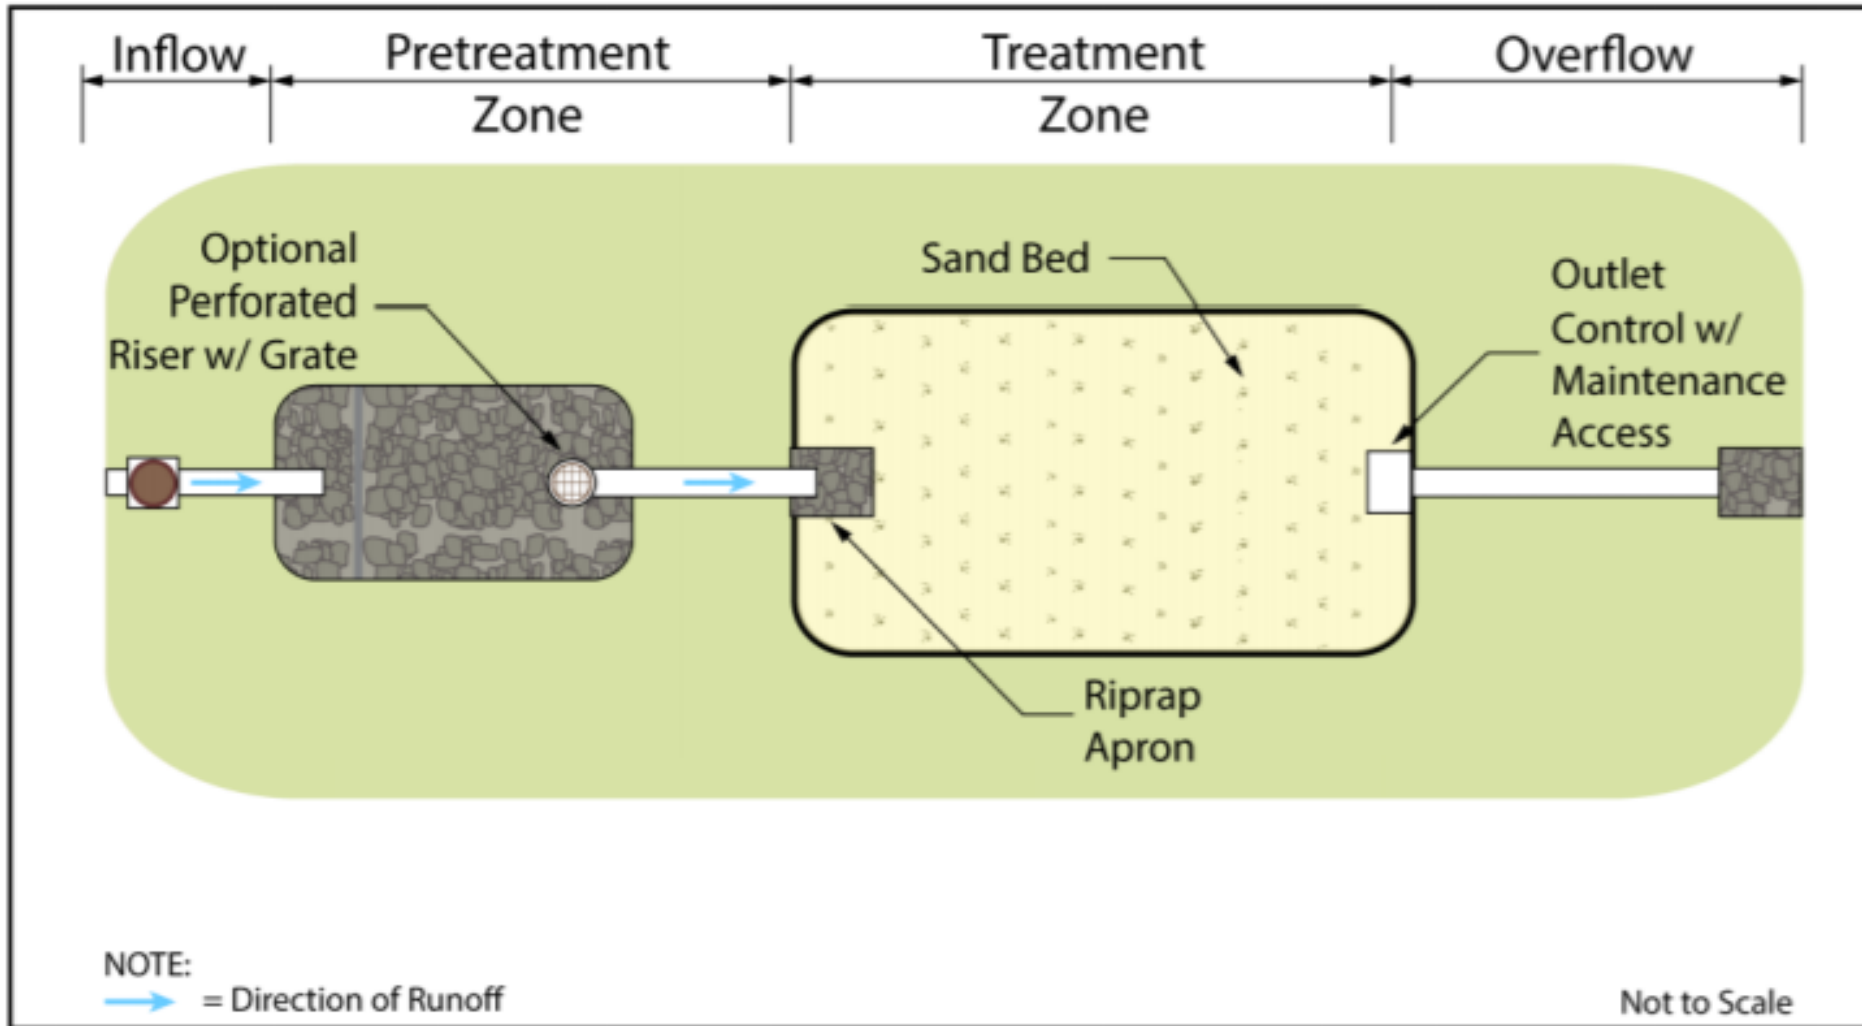 Inflow
Pretreatment
Zone
Treatment
Zone
Overflow
Optional
Perforated
Riser w/ Grate
Sand Bed
Outlet
Control w/
Maintenance
Access
Riprap
Apron
NOTE:
= Direction of Runoff
Not to Scale